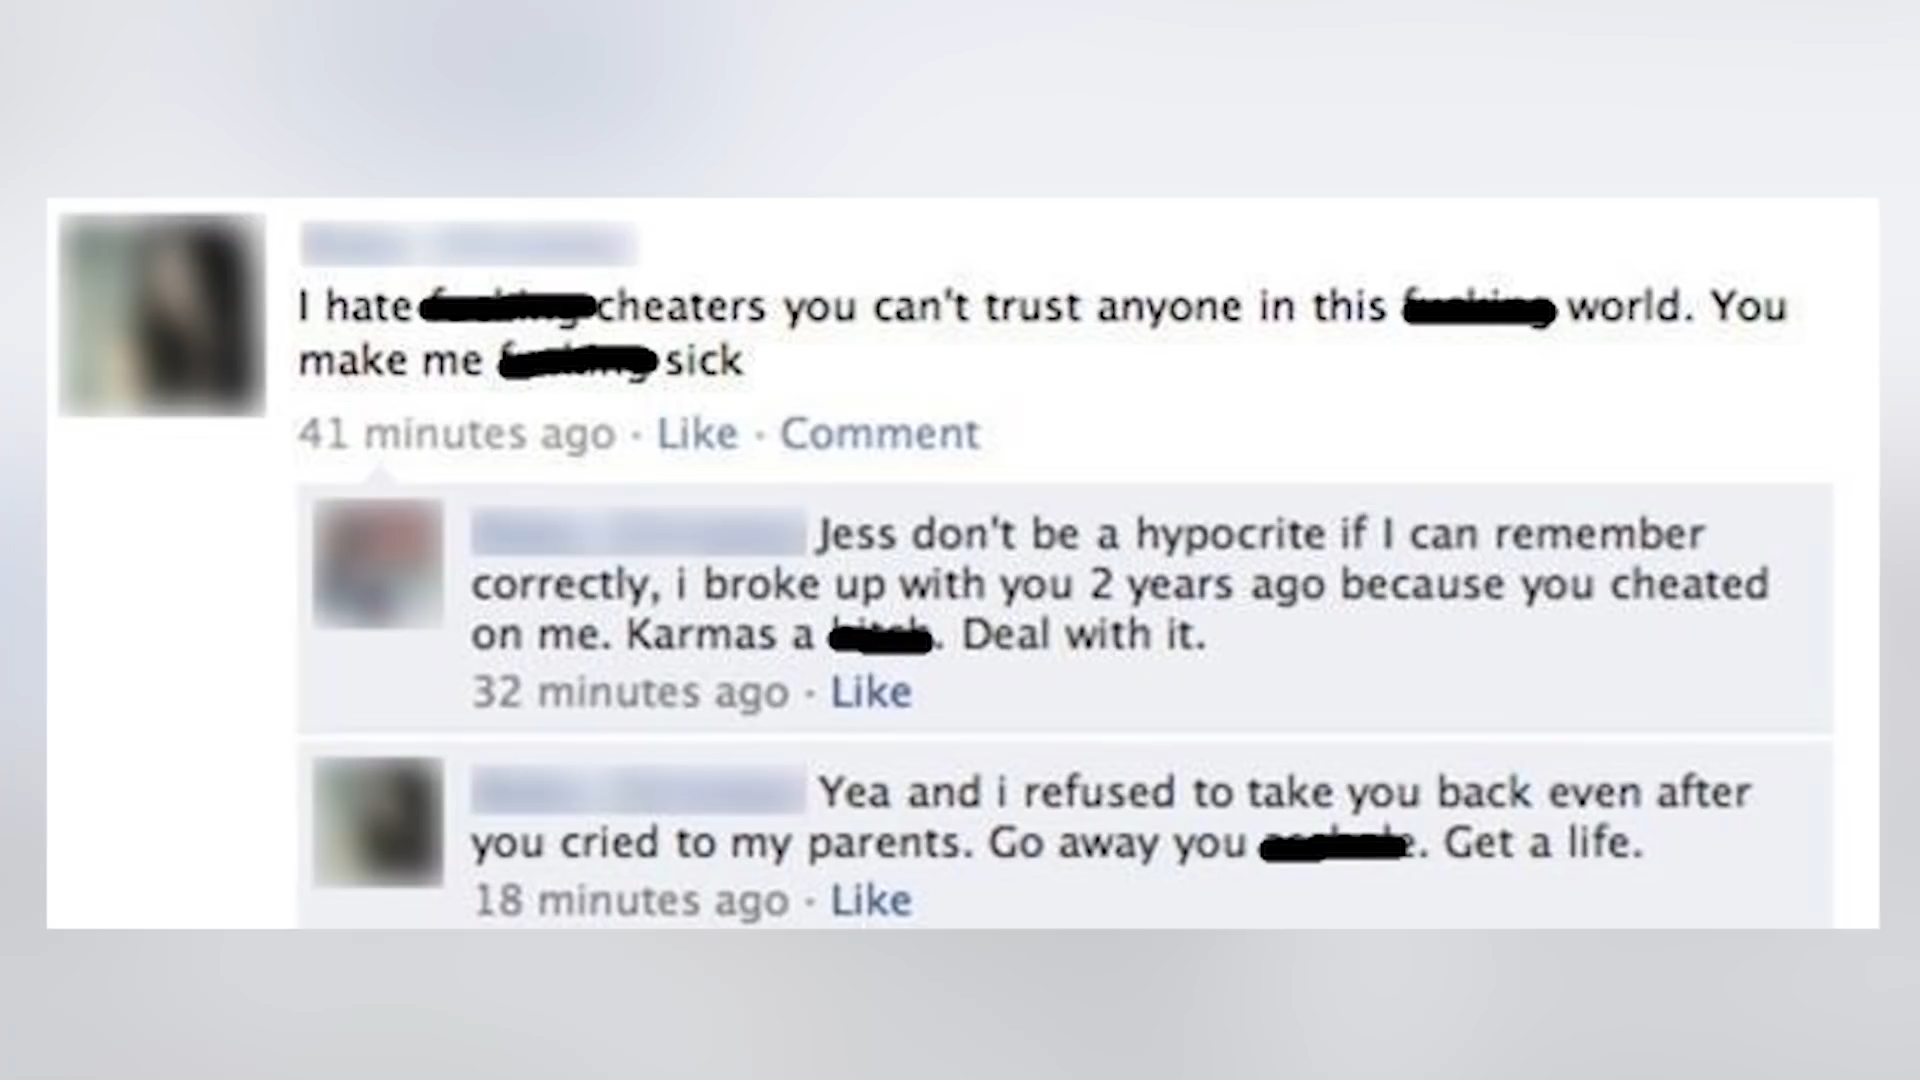 I hate cheaters you can't trust anyone in this world. You
make me sick
41 minutes ago · Like · Comment
Jess don't be a hypocrite if I can remember
correctly, i broke up with you 2 years ago because you cheated
on me. Karmas a . Deal with it.
32 minutes ago · Like
Yea and i refused to take you back even after
you cried to my parents. Go away you . Get a life.
18 minutes ago · Like